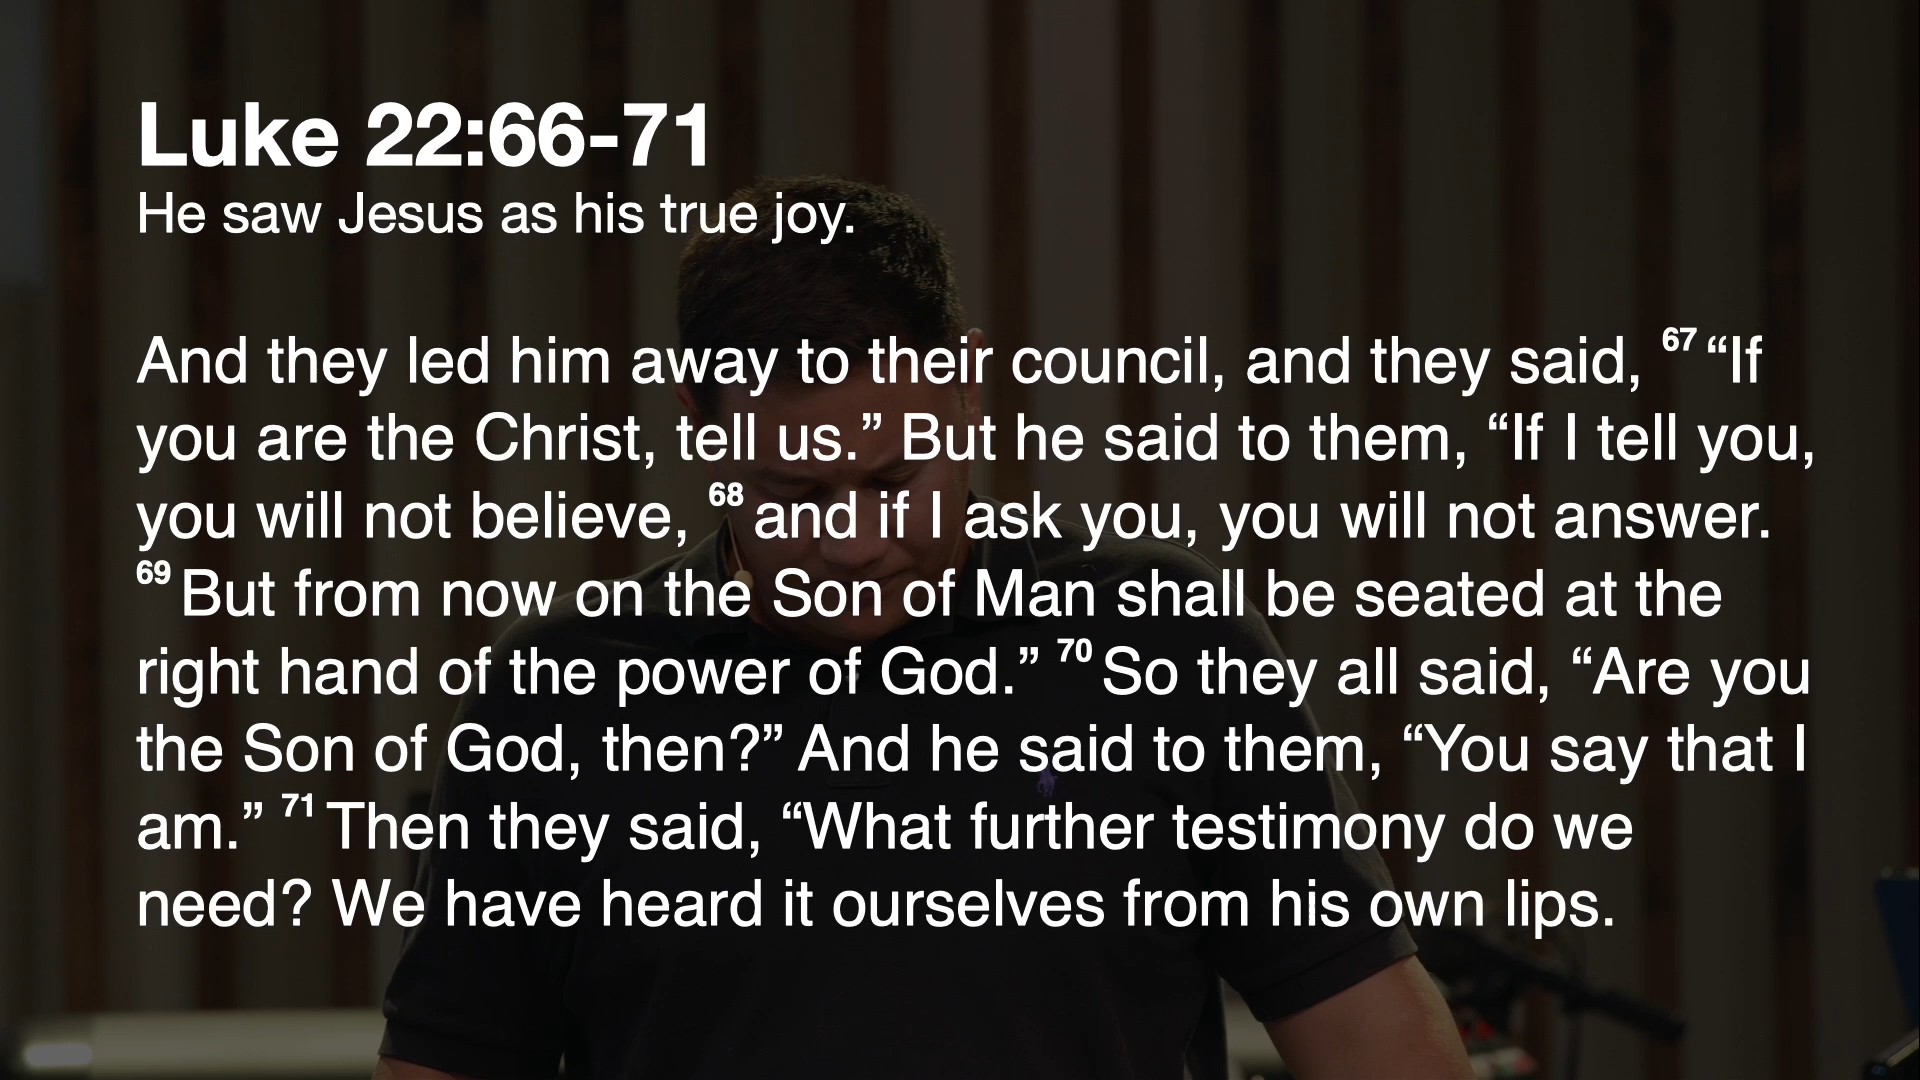 Luke 22:66-71
He saw Jesus as his true joy.
And they led him away to their council, and they said, 67 “If
you are the Christ, tell us.” But he said to them, “If I tell you,
you will not believe, 68 and if I ask you, you will not answer.
69 But from now on the Son of Man shall be seated at the
right hand of the power of God.” 70 So they all said, “Are you
the Son of God, then?” And he said to them, “You say that I
am.” 71 Then they said, “What further testimony do we
need? We have heard it ourselves from his own lips.